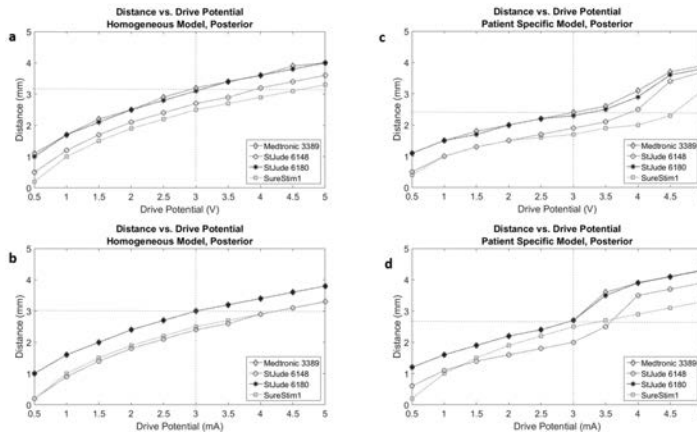 a
Distance vs. Drive Potential
Homogeneous Model, Posterior
5
4
3
2
1
0
Distance (mm)
0.5 1 1.5 2 2.5 3 3.5 4 4.5 5
Drive Potential (V)
Medtronic 3389
StJude 6148
StJude 6180
SureStim1
c
Distance vs. Drive Potential
Patient Specific Model, Posterior
5
4
3
2
1
0
Distance (mm)
0.5 1 1.5 2 2.5 3 3.5 4 4.5
Drive Potential (V)
Medtronic 3389
StJude 6148
StJude 6180
SureStim1
b
Distance vs. Drive Potential
Homogeneous Model, Posterior
5
4
3
2
1
0
Distance (mm)
0.5 1 1.5 2 2.5 3 3.5 4 4.5 5
Drive Potential (mA)
Medtronic 3389
StJude 6148
StJude 6180
SureStim1
d
Distance vs. Drive Potential
Patient Specific Model, Posterior
5
4
3
2
1
0
Distance (mm)
0.5 1 1.5 2 2.5 3 3.5 4 4.5
Drive Potential (mA)
Medtronic 3389
StJude 6148
StJude 6180
SureStim1